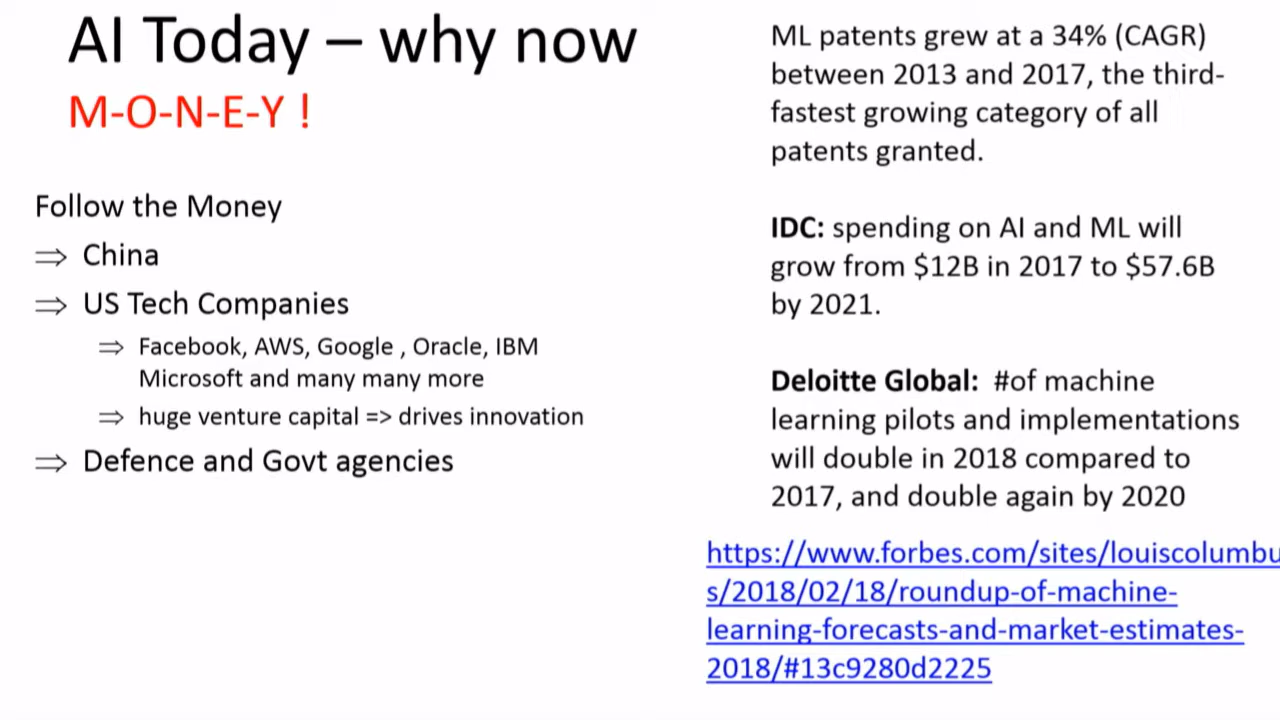 AI Today – why now
M-O-N-E-Y !
Follow the Money
⇒ China
⇒ US Tech Companies
⇒ Facebook, AWS, Google , Oracle, IBM
Microsoft and many many more
⇒ huge venture capital => drives innovation
⇒ Defence and Govt agencies
ML patents grew at a 34% (CAGR)
between 2013 and 2017, the third-
fastest growing category of all
patents granted.
IDC: spending on AI and ML will
grow from $12B in 2017 to $57.6B
by 2021.
Deloitte Global:  #of machine
learning pilots and implementations
will double in 2018 compared to
2017, and double again by 2020
https://www.forbes.com/sites/louiscolumbu
s/2018/02/18/roundup-of-machine-
learning-forecasts-and-market-estimates-
2018/#13c9280d2225